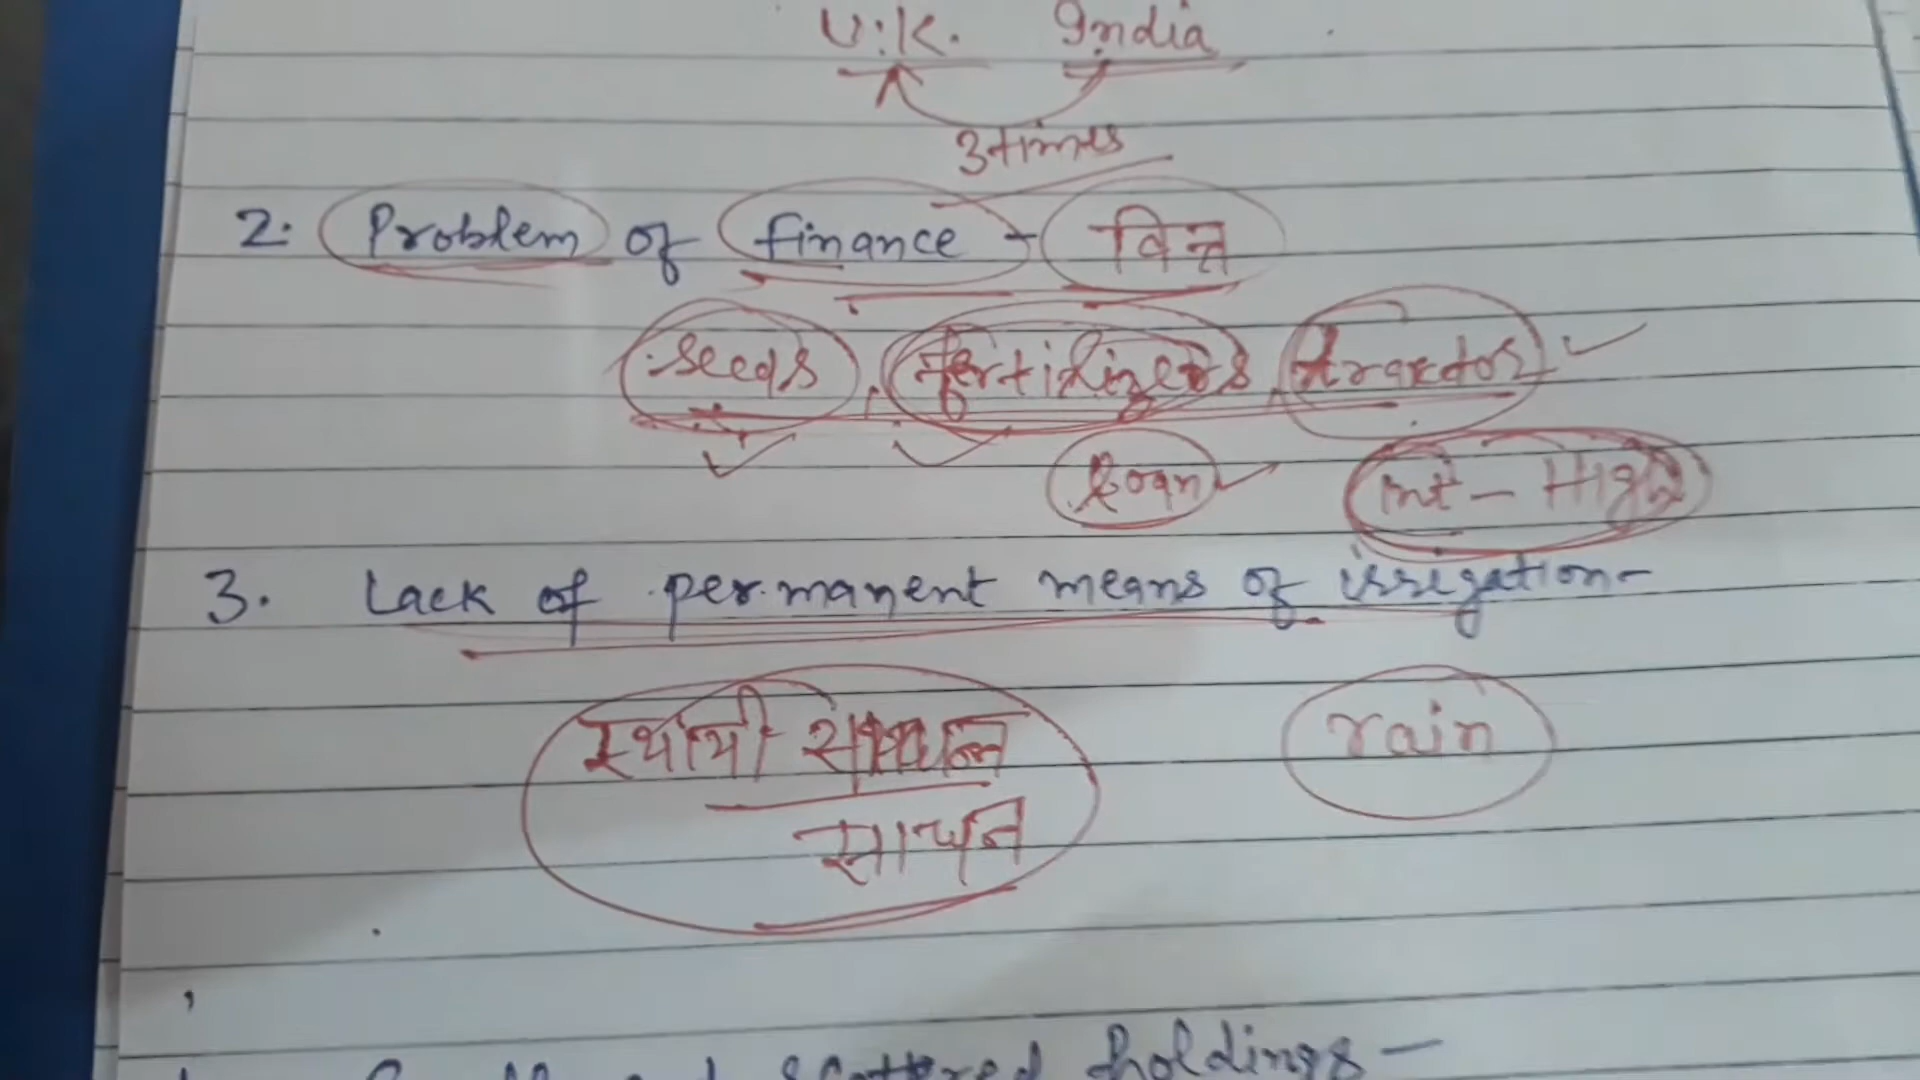 U.K. India
3 times
2. Problem of finance - वित्त
seeds, fertilizers, tractor
loan int - High
3. Lack of permanent means of irrigation-
स्थायी rain
साधन
scattered holdings -